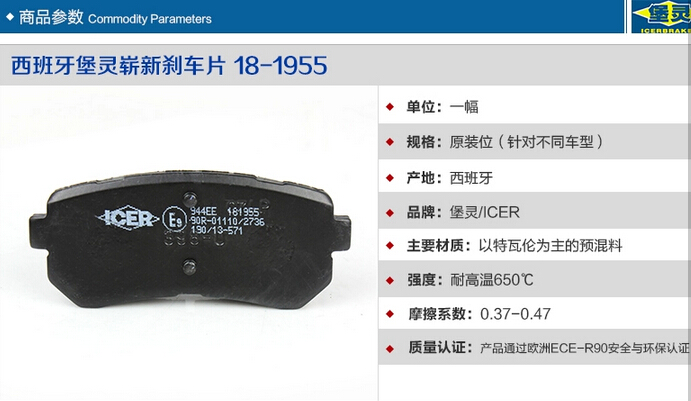 商品参数 Commodity Parameters
堡灵
ICERBRAKE
西班牙堡灵崭新刹车片 18-1955
单位：一幅
规格：原装位（针对不同车型）
产地：西班牙
品牌：堡灵/ICER
主要材质：以特瓦伦为主的预混料
强度：耐高温650℃
摩擦系数：0.37-0.47
质量认证：产品通过欧洲ECE-R90安全与环保认证
ICER
E9
944EE 181955
90R-01110/2736
190/13-571